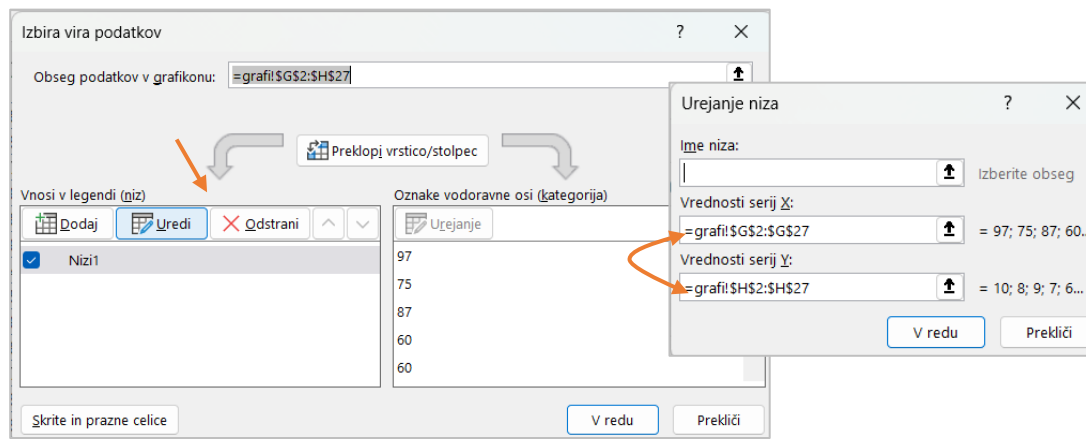 Izbira vira podatkov
?
Obseg podatkov v grafikonu:
=grafi!$G$2:$H$27
Preklopi vrstico/stolpec
Vnosi v legendi (niz)
Dodaj
Uredi
Odstrani
Nizi1
Oznake vodoravne osi (kategorija)
Urejanje
97
75
87
60
60
Skrite in prazne celice
V redu
Prekliči
Urejanje niza
?
Ime niza:
Izberite obseg
Vrednosti serij X:
=grafi!$G$2:$G$27
= 97; 75; 87; 60..
Vrednosti serij Y:
=grafi!$H$2:$H$27
= 10; 8; 9; 7; 6...
V redu
Prekliči